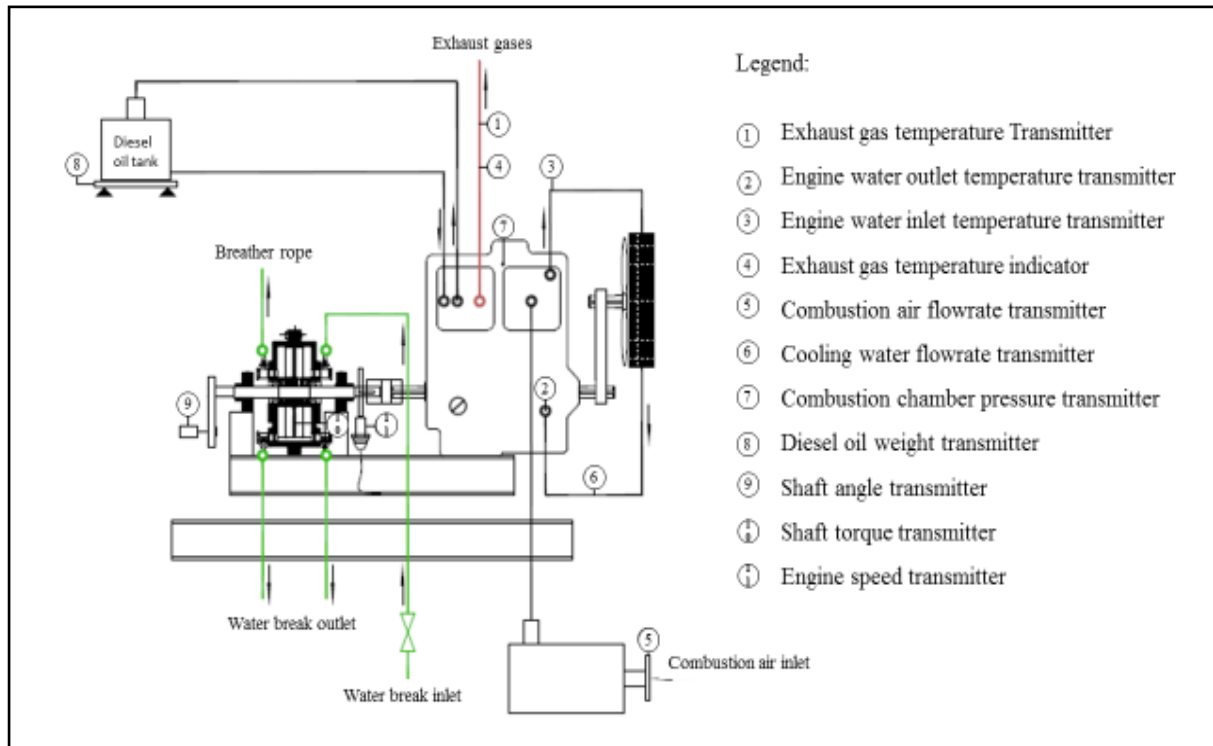 Exhaust gases
Diesel
oil tank
8
1
4
3
7
Breather rope
9
2
6
Water break outlet
Water break inlet
5
Combustion air inlet
Legend:
1 Exhaust gas temperature Transmitter
2 Engine water outlet temperature transmitter
3 Engine water inlet temperature transmitter
4 Exhaust gas temperature indicator
5 Combustion air flowrate transmitter
6 Cooling water flowrate transmitter
7 Combustion chamber pressure transmitter
8 Diesel oil weight transmitter
9 Shaft angle transmitter
Shaft torque transmitter
Engine speed transmitter